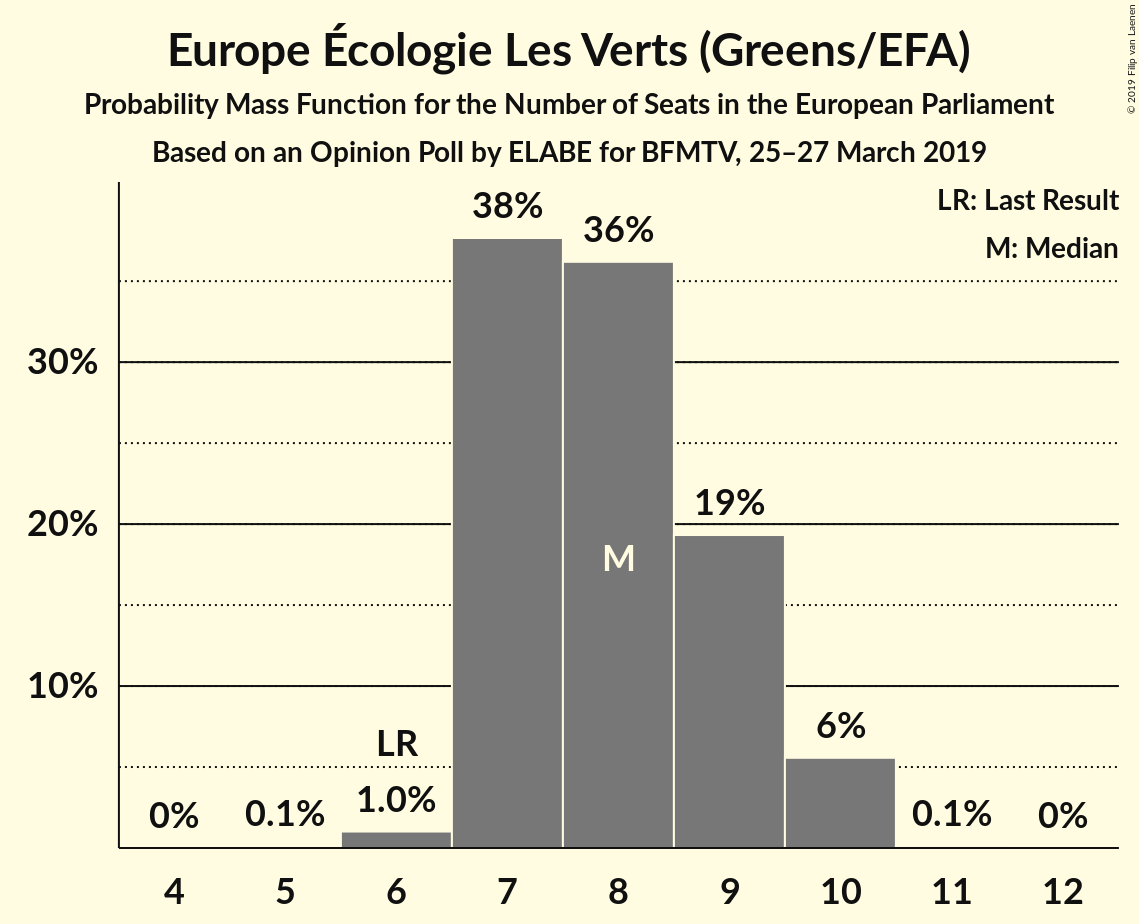 Europe Écologie Les Verts (Greens/EFA)
Probability Mass Function for the Number of Seats in the European Parliament
Based on an Opinion Poll by ELABE for BFMTV, 25–27 March 2019
© 2019 Filip van Laenen
LR: Last Result
M: Median
38%
36%
30%
19%
20%
M
10%
6%
LR
0%
0.1%
1.0%
0.1%
0%
4 5 6 7 8 9 10 11 12